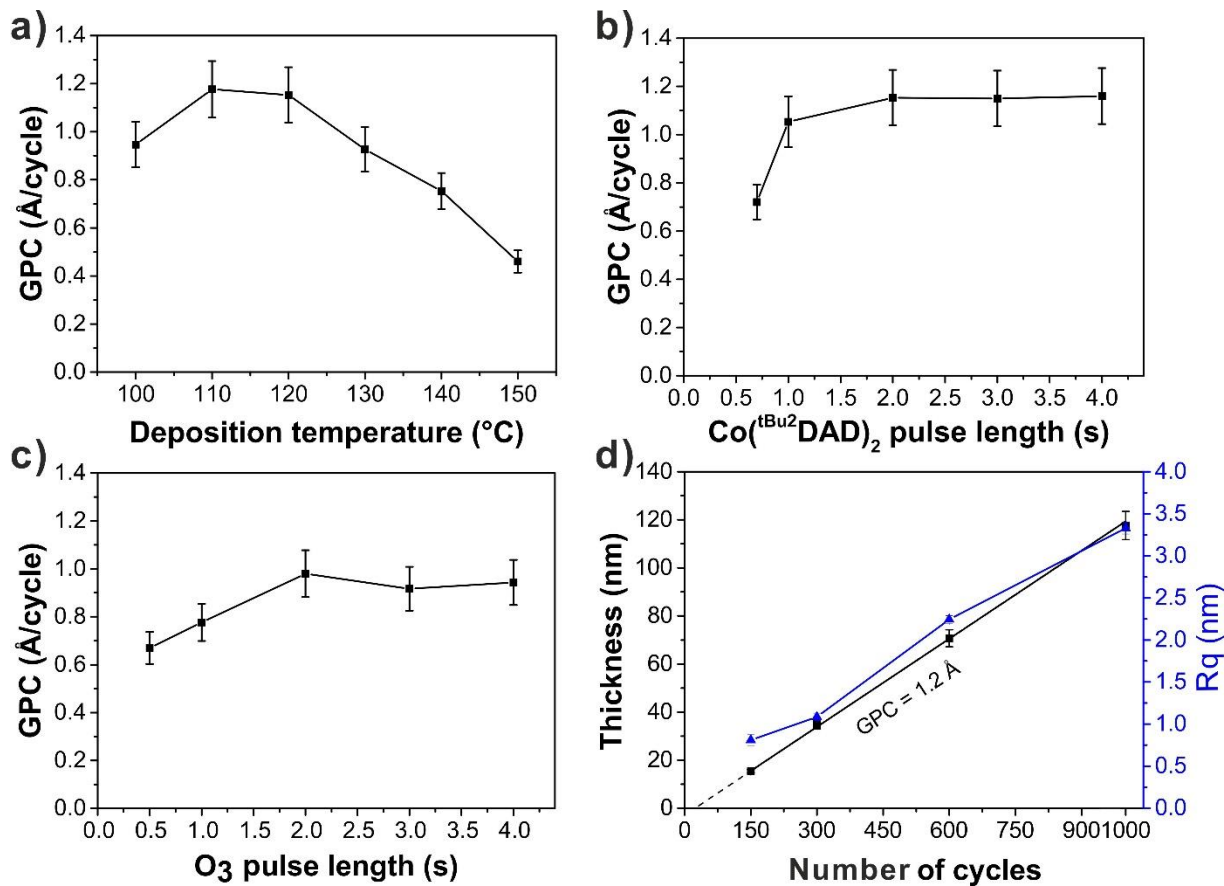 a)
1.4
1.2
1.0
0.8
0.6
0.4
0.2
0.0
GPC (Å/cycle)
100 110 120 130 140 150
Deposition temperature (°C)
b)
1.4
1.2
1.0
0.8
0.6
0.4
0.2
0.0
GPC (Å/cycle)
0.0 0.5 1.0 1.5 2.0 2.5 3.0 3.5 4.0
Co(ᵗᴮᵘ²DAD)₂ pulse length (s)
c)
1.4
1.2
1.0
0.8
0.6
0.4
0.2
0.0
GPC (Å/cycle)
0.0 0.5 1.0 1.5 2.0 2.5 3.0 3.5 4.0
O₃ pulse length (s)
d)
140
120
100
80
60
40
20
0
Thickness (nm)
GPC = 1.2 Å
4.0
3.5
3.0
2.5
2.0
1.5
1.0
0.5
0.0
Rq (nm)
0 150 300 450 600 750 900 1000
Number of cycles